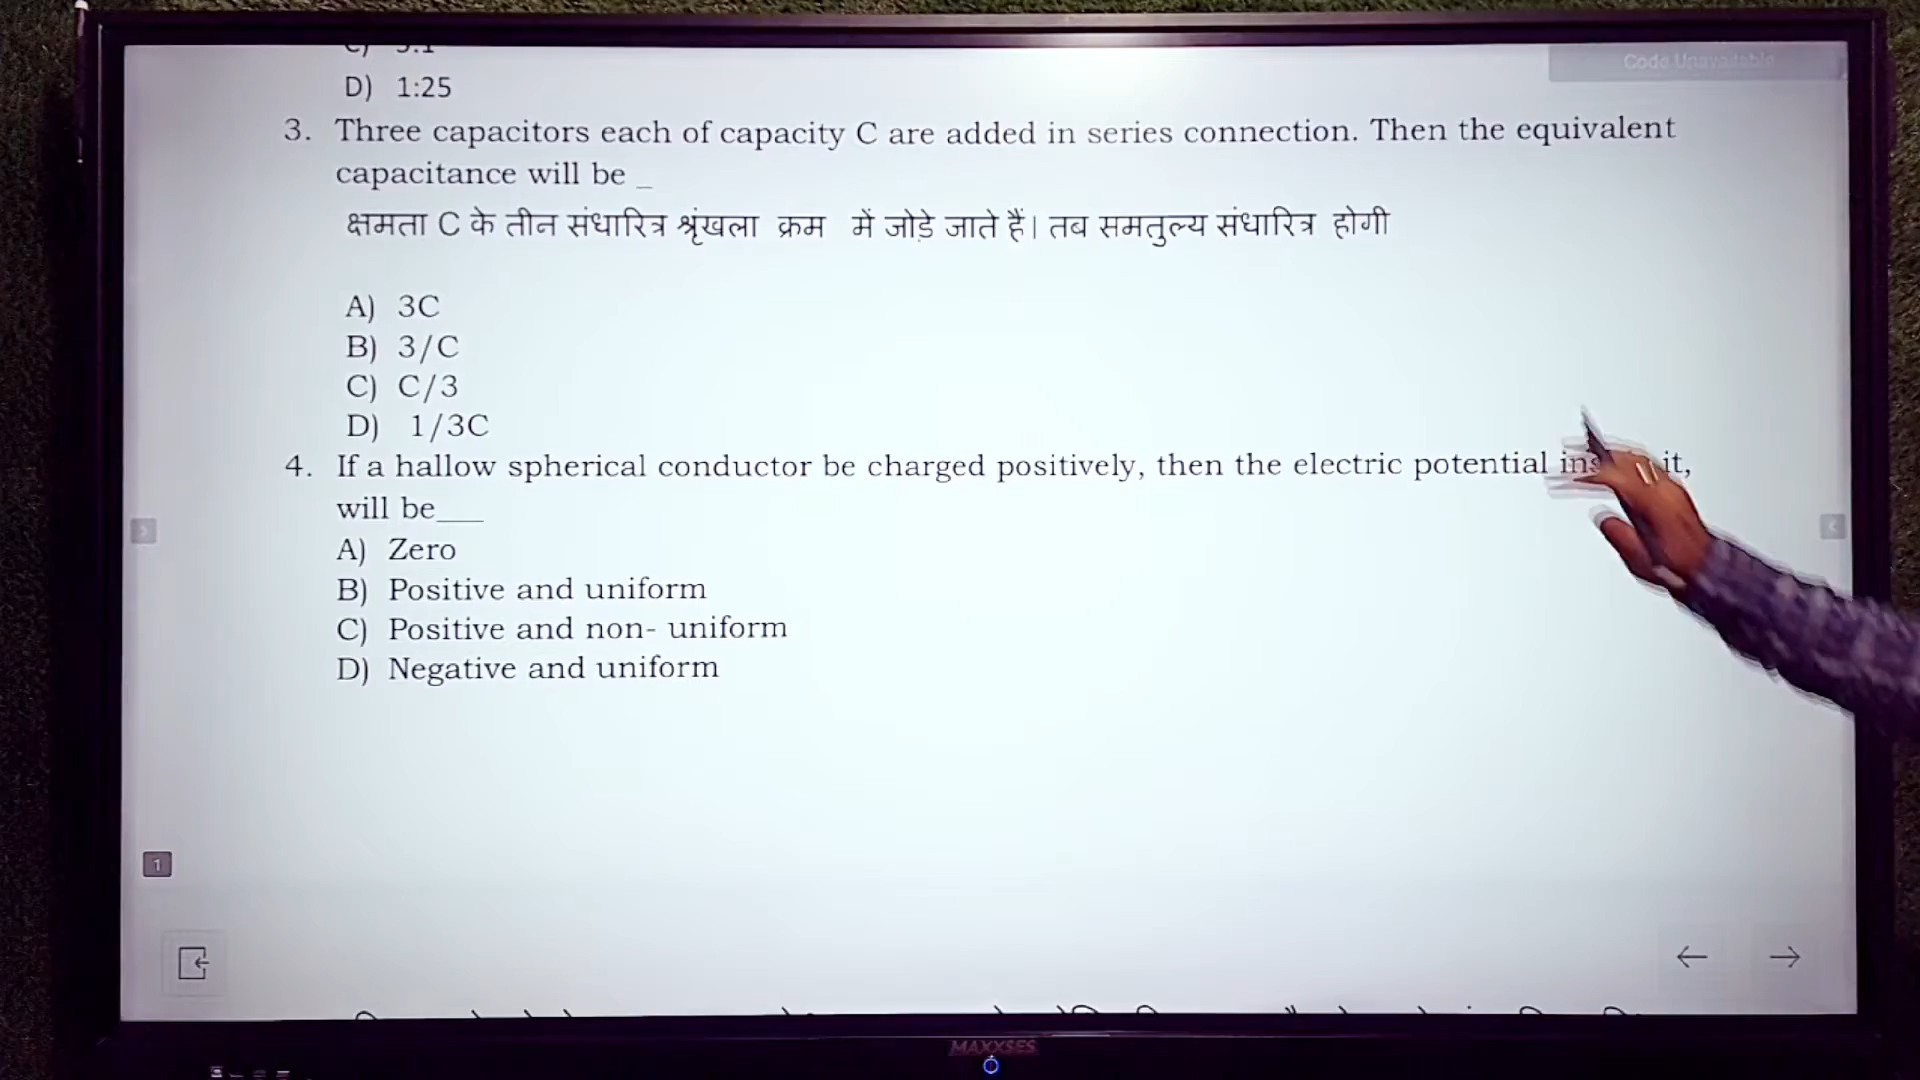 D) 1:25
Code Unavailable
3. Three capacitors each of capacity C are added in series connection. Then the equivalent
capacitance will be _
क्षमता C के तीन संधारित्र श्रृंखला क्रम में जोड़े जाते हैं। तब समतुल्य संधारित्र होगी
A) 3C
B) 3/C
C) C/3
D) 1/3C
4. If a hallow spherical conductor be charged positively, then the electric potential it,
will be___
A) Zero
B) Positive and uniform
C) Positive and non- uniform
D) Negative and uniform
1
MAXXSES